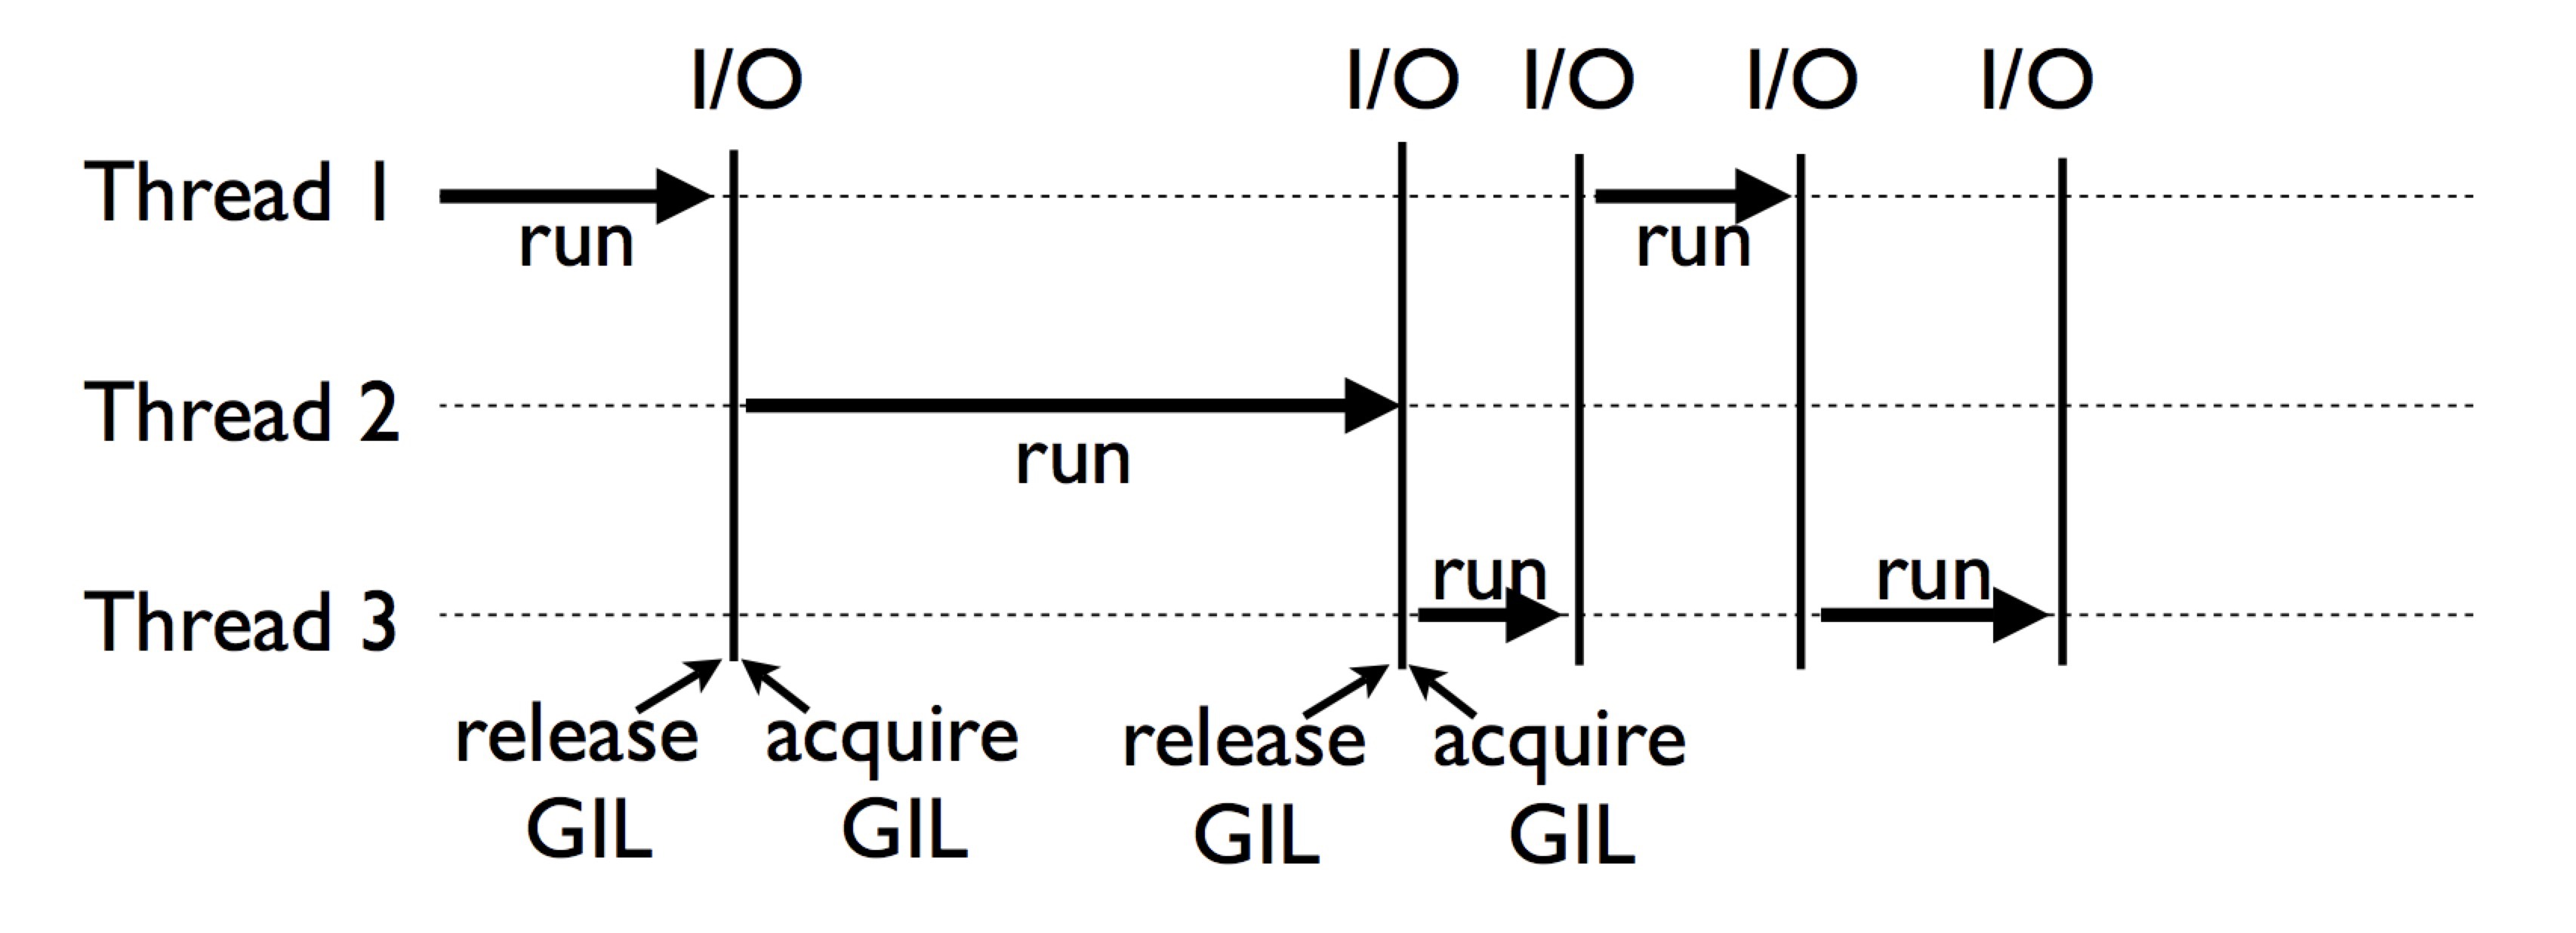 I/O I/O I/O I/O I/O
Thread 1
run run
Thread 2
run
run run
Thread 3
release acquire release acquire
GIL GIL GIL GIL